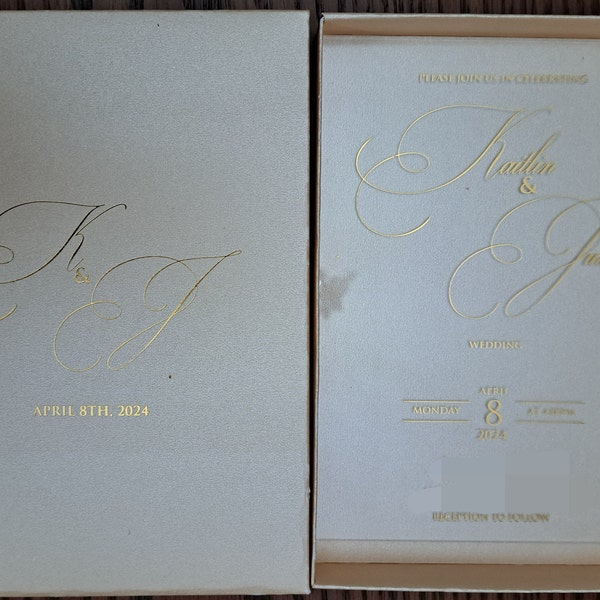 K
&
J
APRIL 8TH, 2024
PLEASE JOIN US IN CELEBRATING
Kaitlin
&
WEDDING
APRIL
MONDAY 8
2024
RECEPTION TO FOLLOW